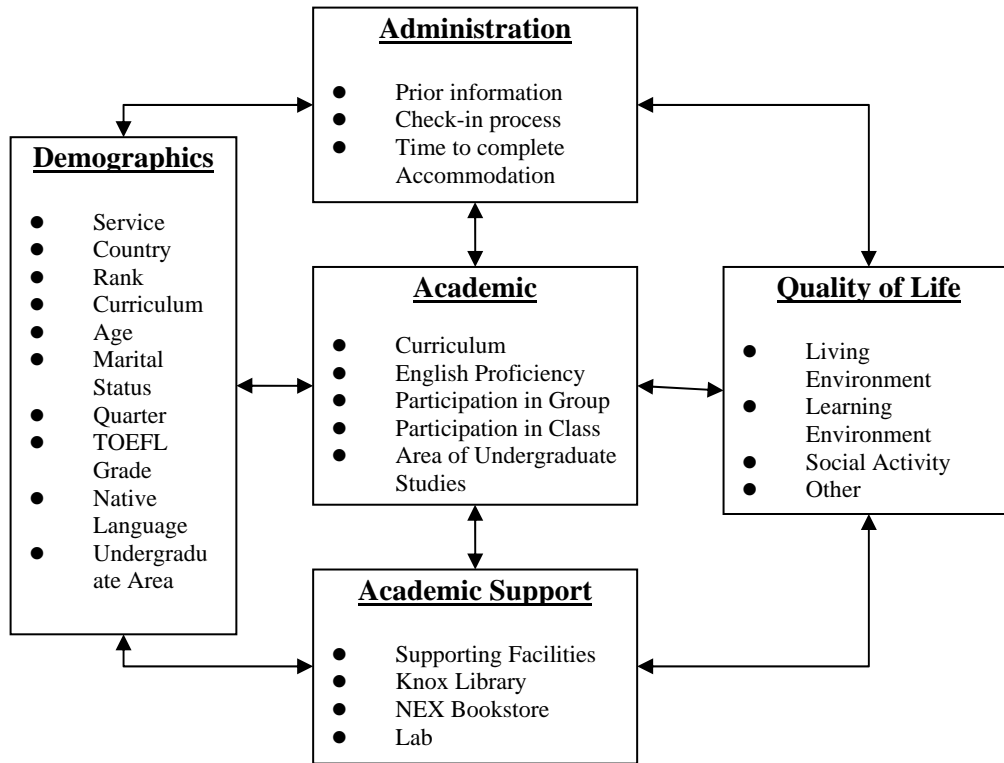 Administration
● Prior information
● Check-in process
● Time to complete
Accommodation
Demographics
● Service
● Country
● Rank
● Curriculum
● Age
● Marital
Status
● Quarter
● TOEFL
Grade
● Native
Language
● Undergradu
ate Area
Academic
● Curriculum
● English Proficiency
● Participation in Group
● Participation in Class
● Area of Undergraduate
Studies
Quality of Life
● Living
Environment
● Learning
Environment
● Social Activity
● Other
Academic Support
● Supporting Facilities
● Knox Library
● NEX Bookstore
● Lab